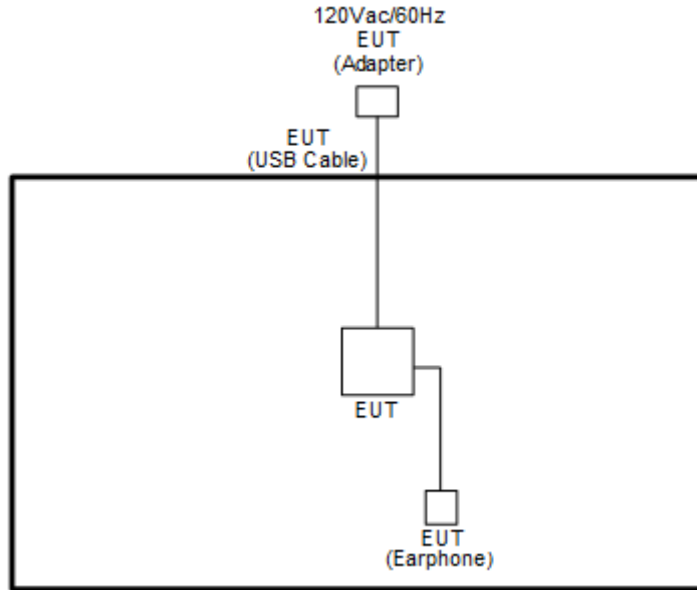 120Vac/60Hz
EUT
(Adapter)
EUT
(USB Cable)
EUT
EUT
(Earphone)